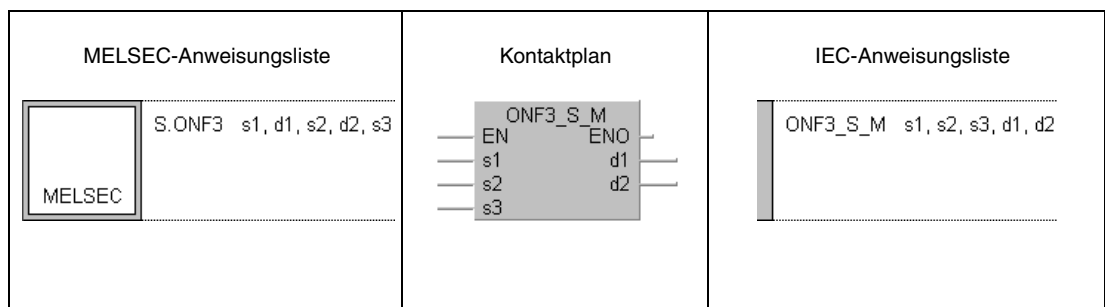 MELSEC-Anweisungsliste
MELSEC
S.ONF3 s1, d1, s2, d2, s3
Kontaktplan
ONF3_S_M
EN ENO
s1 d1
s2 d2
s3
IEC-Anweisungsliste
ONF3_S_M s1, s2, s3, d1, d2